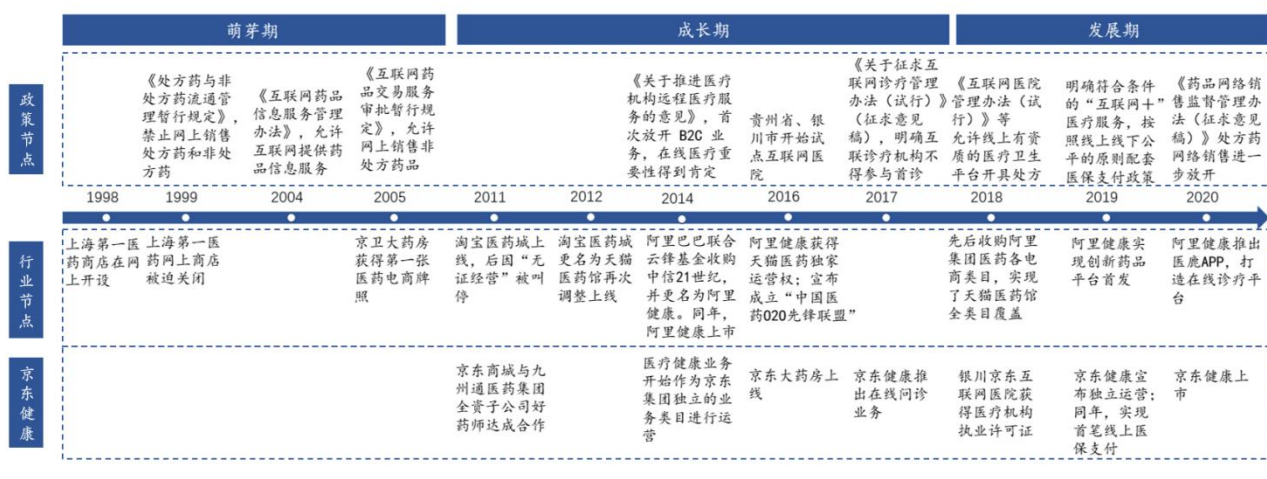 萌芽期
成长期
发展期
政策节点
《处方药与非
处方药流通管
理暂行规定》，
禁止网上销售
处方药和非处
方药
《互联网药品
信息服务管理
办法》，允许
互联网提供药
品信息服务
《互联网药
品交易服务
审批暂行规
定》，允许
网上销售非
处方药品
《关于推进医疗
机构远程医疗服
务的意见》，首
次放开 B2C 业
务，在线医疗重
要性得到肯定
贵州省、银
川市开始试
点互联网医
院
《关于征求互
联网诊疗管理
办法（试行）》
（征求意见
稿），明确互
联诊疗机构不
得参与首诊
《互联网医院
管理办法（试
行）》等
允许线上有资
质的医疗卫生
平台开具处方
明确符合条件
的“互联网＋”
医疗服务，按
照线上线下公
平的原则配套
医保支付政策
《药品网络销
售监督管理办
法（征求意见
稿）》处方药
网络销售进一
步放开
1998
1999
2004
2005
2011
2012
2014
2016
2017
2018
2019
2020
行业节点
上海第一医
药商店在网
上开设
上海第一医
药网上商店
被迫关闭
京卫大药房
获得第一张
医药电商牌
照
淘宝医药城上
线，后因“无
证经营”被叫
停
淘宝医药城
更名为天猫
医药馆再次
调整上线
阿里巴巴联合
云锋基金收购
中信21世纪，
并更名为阿里
健康。同年，
阿里健康上市
阿里健康获得
天猫医药独家
运营权；宣布
成立“中国医
药O2O先锋联盟”
先后收购阿里
集团医药各电
商类目，实现
了天猫医药馆
全类目覆盖
阿里健康实
现创新药品
平台首发
阿里健康推出
医鹿APP，打
造在线诊疗平
台
京东健康
京东商城与九
州通医药集团
全资子公司好
药师达成合作
医疗健康业务
开始作为京东
集团独立的业
务类目进行运
营
京东大药房上
线
京东健康推
出在线问诊
业务
银川京东互
联网医院获
得医疗机构
执业许可证
京东健康宣
布独立运营；
同年，实现
首笔线上医
保支付
京东健康上
市